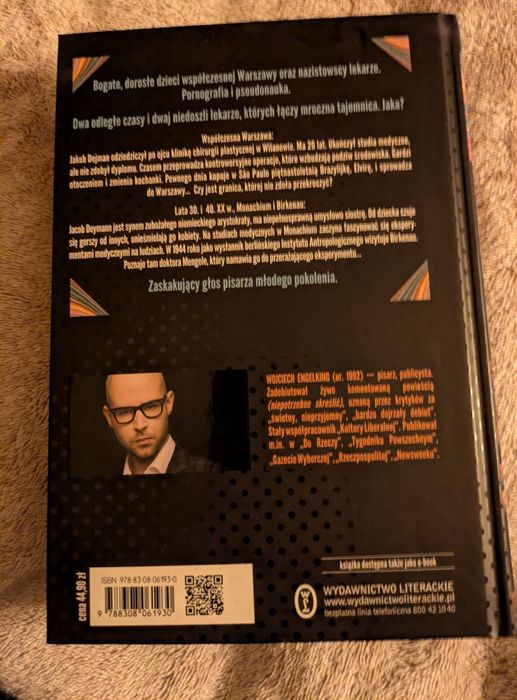 Bogate, dorosłe dzieci współczesnej Warszawy oraz nazistowscy lekarze.
Pornografia i pseudonauka.
Dwa odległe czasy i dwaj niedoszli lekarze, których łączy mroczna tajemnica. Jaka?
Współczesna Warszawa:
Jakub Dejman odziedziczył po ojcu klinikę chirurgii plastycznej w Wilanowie. Ma 28 lat. Ukończył studia medyczne,
ale nie zdobył dyplomu. Czasem przeprowadza kontrowersyjne operacje, które wzbudzają podziw środowiska. Gardzi
otoczeniem i zmienia kochanki. Pewnego dnia kupuje w São Paulo piętnastoletnią Brazylijkę, Elwirę, i sprowadza
do Warszawy... Czy jest granica, której nie zdoła przekroczyć?
Lata 30. i 40. XX w., Monachium i Birkenau:
Jacob Deymann jest synem zubożałego niemieckiego arystokraty, ma niepełnosprawną umysłowo siostrę. Od dziecka czuje
się gorszy od innych, onieśmielają go kobiety. Na studiach medycznych w Monachium zaczyna fascynować się ekspery-
mentami medycznymi na ludziach. W 1944 roku jako wysłannik berlińskiego Instytutu Antropologicznego wizytuje Birkenau.
Poznaje tam doktora Mengele, który namawia go do przerażającego eksperymentu...
Zaskakujący głos pisarza młodego pokolenia.
WOJCIECH ENGELKING (ur. 1992) — pisarz, publicysta.
Zadebiutował żywo komentowaną powieścią
(niepotrzebne skreślić), uznaną przez krytyków za
„świetny, nieprzyjemny", „bardzo dojrzały debiut".
Stały współpracownik „Kultury Liberalnej". Publikował
m.in. w „Do Rzeczy", „Tygodniku Powszechnym",
„Gazecie Wyborczej", „Rzeczpospolitej", „Newsweeku".
cena 44,90 zł
ISBN 978-83-08-06193-0
9 788308 061930
książka dostępna także jako e-book
WYDAWNICTWO LITERACKIE
www.wydawnictwoliterackie.pl
bezpłatna linia telefoniczna 800 42 10 40